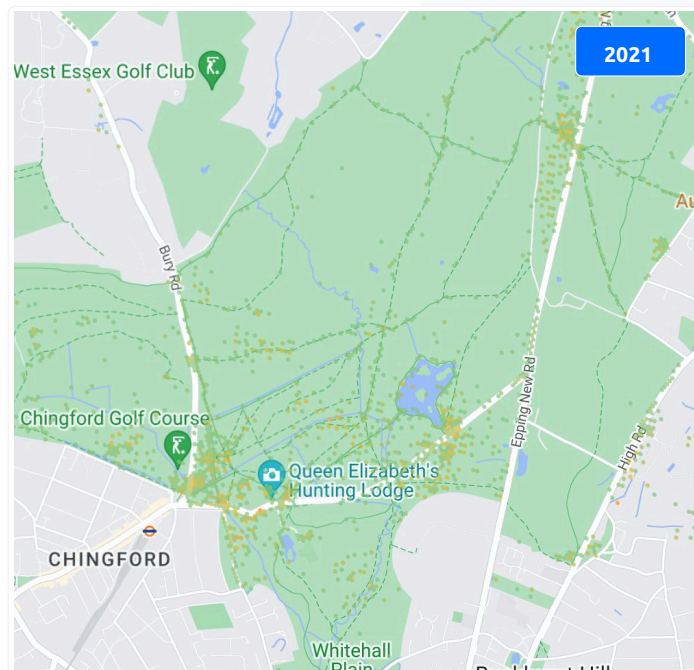 2021
West Essex Golf Club
Bury Rd
Epping New Rd
Chingford Golf Course
Queen Elizabeth's
Hunting Lodge
High Rd
CHINGFORD
Whitehall
Plain